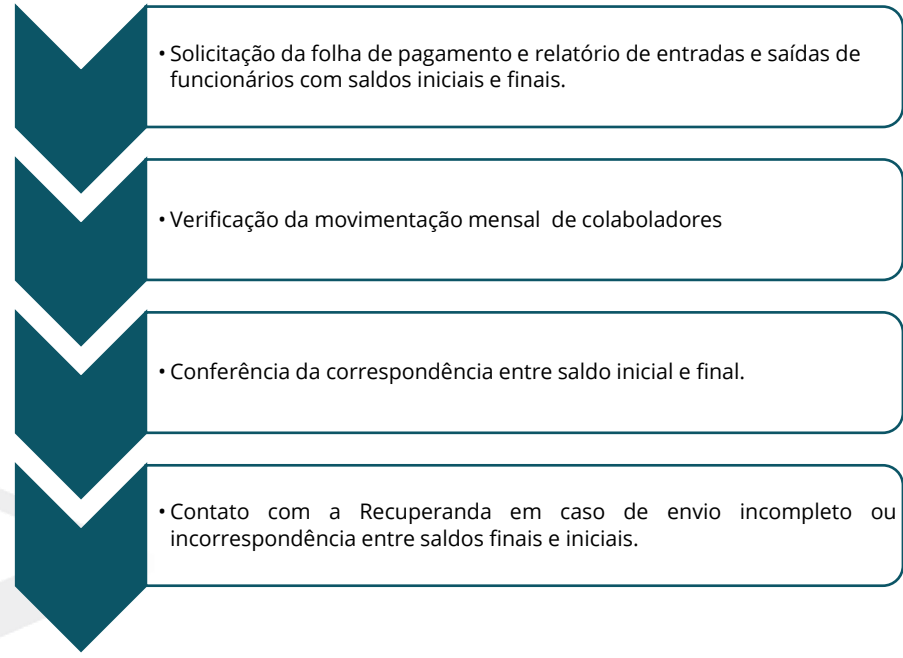 • Solicitação da folha de pagamento e relatório de entradas e saídas de
funcionários com saldos iniciais e finais.
• Verificação da movimentação mensal de colaboladores
• Conferência da correspondência entre saldo inicial e final.
• Contato com a Recuperanda em caso de envio incompleto ou
incorrespondência entre saldos finais e iniciais.